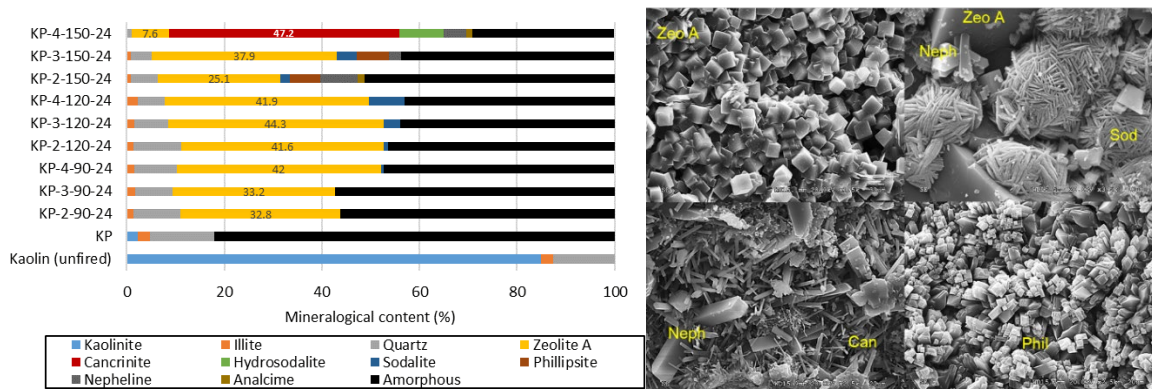 KP-4-150-24
7.6
47.2
KP-3-150-24
37.9
KP-2-150-24
25.1
KP-4-120-24
41.9
KP-3-120-24
44.3
KP-2-120-24
41.6
KP-4-90-24
42
KP-3-90-24
33.2
KP-2-90-24
32.8
KP
Kaolin (unfired)
0 20 40 60 80 100
Mineralogical content (%)
Kaolinite Illite Quartz Zeolite A
Cancrinite Hydrosodalite Sodalite Phillipsite
Nepheline Analcime Amorphous
Zeo A
Zeo A
Neph
Sod
Neph
Can
Phil